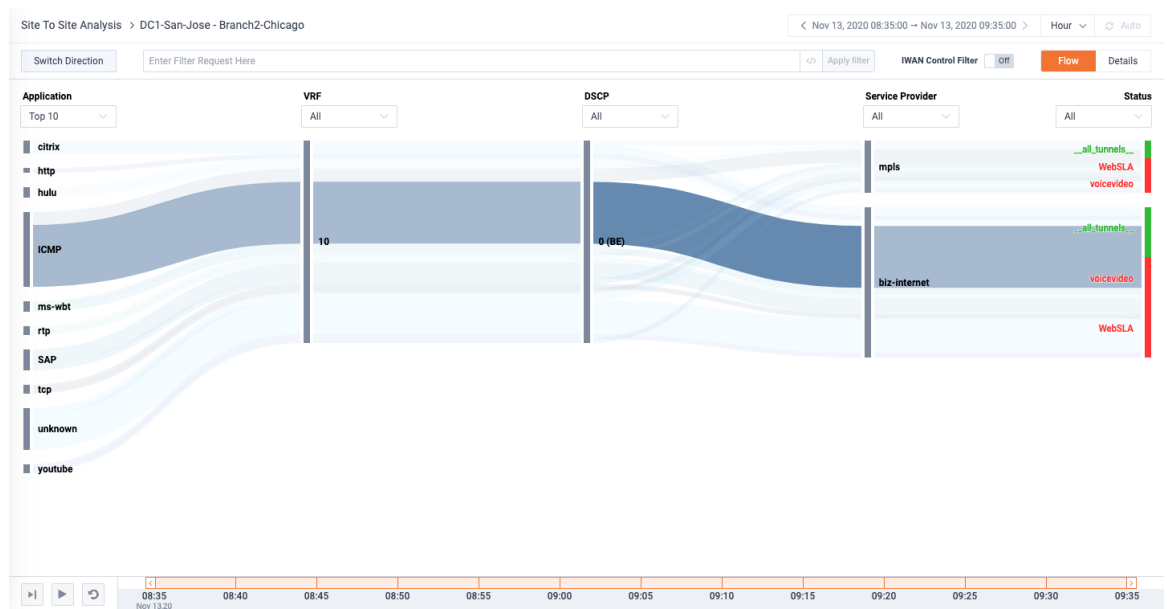 Site To Site Analysis > DC1-San-Jose - Branch2-Chicago
< Nov 13, 2020 08:35:00 → Nov 13, 2020 09:35:00 > Hour Auto
Switch Direction Enter Filter Request Here </> Apply filter IWAN Control Filter Off Flow Details
Application VRF DSCP Service Provider Status
Top 10 All All All All
citrix
http
hulu
ICMP
ms-wbt
rtp
SAP
tcp
unknown
youtube
10
0 (BE)
mpls
biz-internet
__all_tunnels__
WebSLA
voicevideo
__all_tunnels__
voicevideo
WebSLA
08:35 08:40 08:45 08:50 08:55 09:00 09:05 09:10 09:15 09:20 09:25 09:30 09:35
Nov 13,20